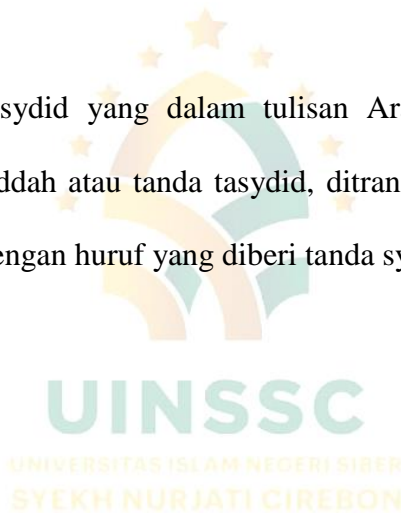 sydid yang dalam tulisan Ar
ddah atau tanda tasydid, ditran
engan huruf yang diberi tanda sy
UINSSC
UNIVERSITAS ISLAM NEGERI SIBER
SYEKH NURJATI CIREBON